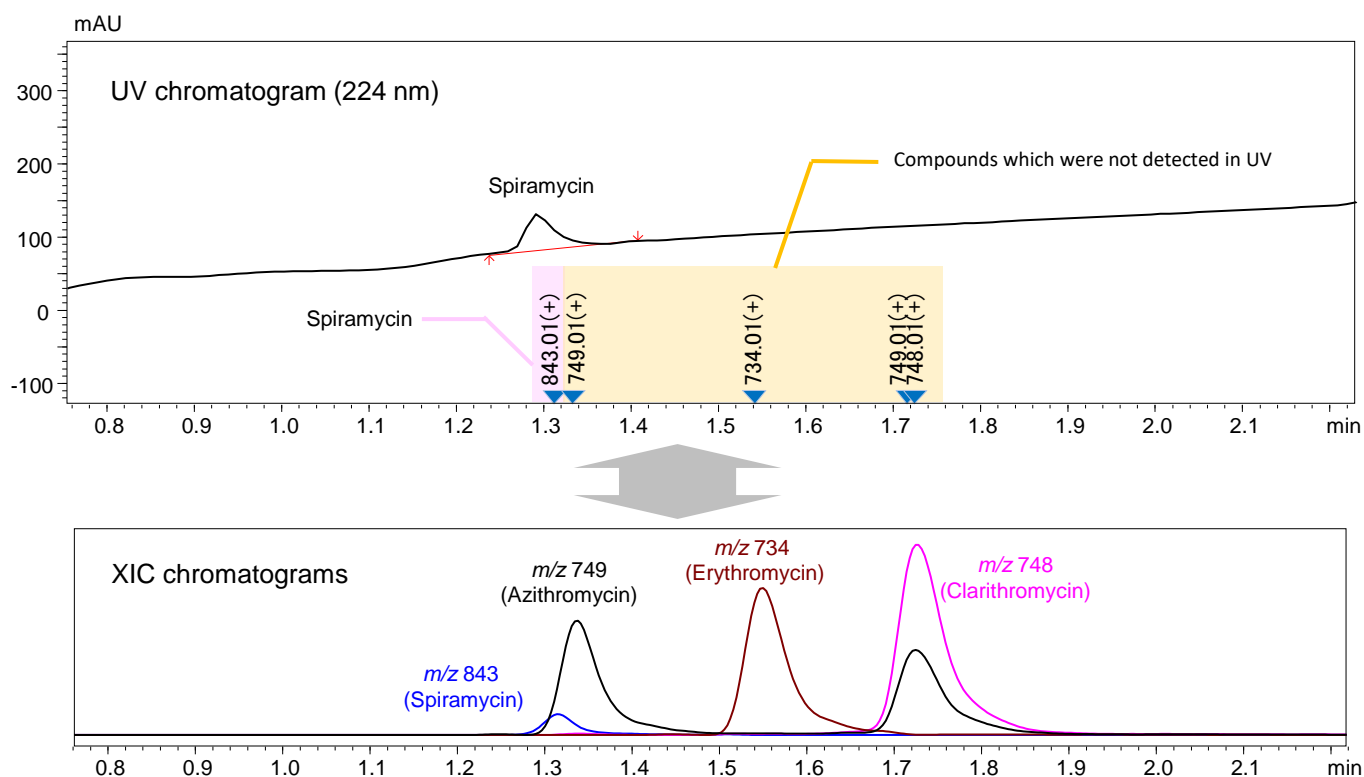 mAU
UV chromatogram (224 nm)
300
200
100
0
-100
Spiramycin
Compounds which were not detected in UV
Spiramycin
843.01(+)
749.01(+)
734.01(+)
749.01(+)
748.01(+)
0.8 0.9 1.0 1.1 1.2 1.3 1.4 1.5 1.6 1.7 1.8 1.9 2.0 2.1 min
XIC chromatograms
m/z 843
(Spiramycin)
m/z 749
(Azithromycin)
m/z 734
(Erythromycin)
m/z 748
(Clarithromycin)
0.8 0.9 1.0 1.1 1.2 1.3 1.4 1.5 1.6 1.7 1.8 1.9 2.0 2.1 min